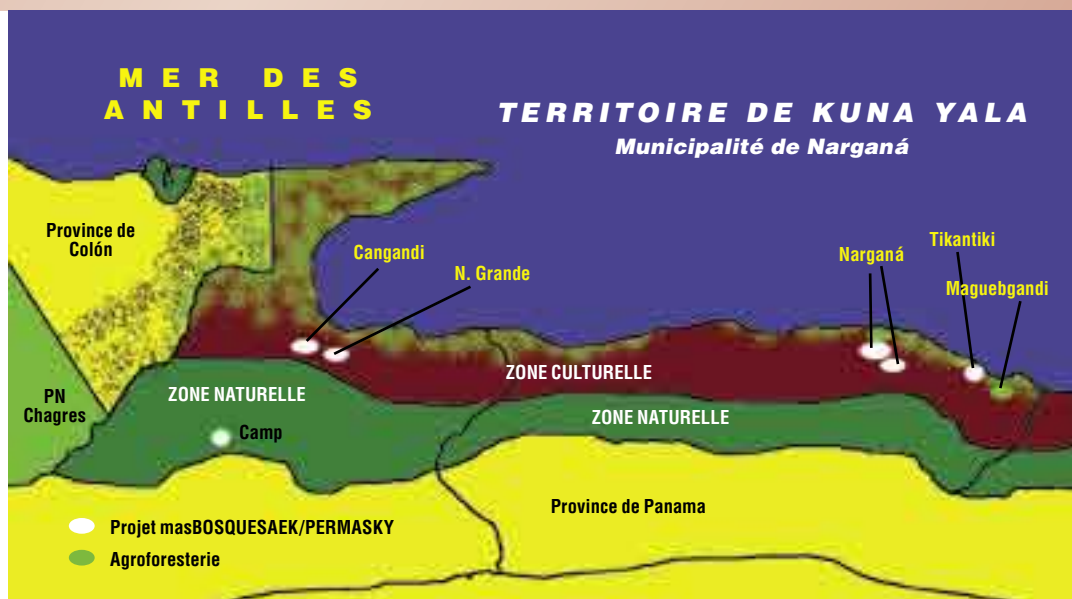 MER DES
ANTILLES
TERRITOIRE DE KUNA YALA
Municipalité de Narganá
Province de
Colón
Cangandi
N. Grande
Narganá
Tikantiki
Maguebgandi
PN
Chagres
ZONE NATURELLE
ZONE CULTURELLE
ZONE NATURELLE
Camp
Province de Panama
Projet masBOSQUESAEK/PERMASKY
Agroforesterie